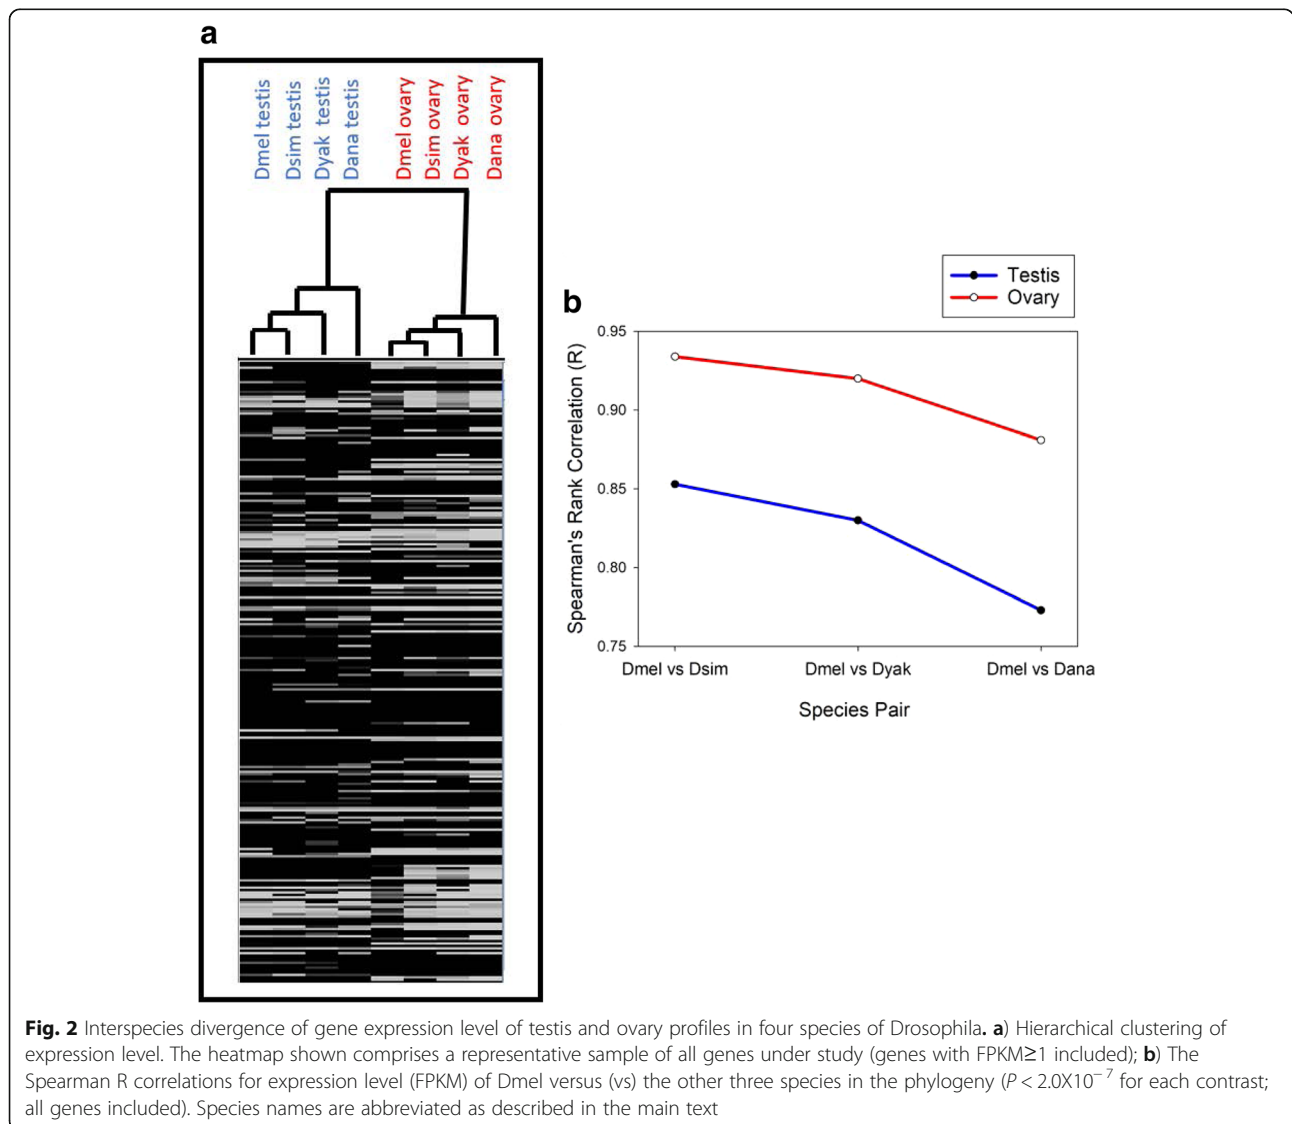 a
Dmel testis
Dsim testis
Dyak testis
Dana testis
Dmel ovary
Dsim ovary
Dyak ovary
Dana ovary
b
Testis
Ovary
Spearman's Rank Correlation (R)
0.95
0.90
0.85
0.80
0.75
Dmel vs Dsim
Dmel vs Dyak
Dmel vs Dana
Species Pair
Fig. 2 Interspecies divergence of gene expression level of testis and ovary profiles in four species of Drosophila. a) Hierarchical clustering of
expression level. The heatmap shown comprises a representative sample of all genes under study (genes with FPKM≥1 included); b) The
Spearman R correlations for expression level (FPKM) of Dmel versus (vs) the other three species in the phylogeny (P < 2.0X10⁻ ⁷ for each contrast;
all genes included). Species names are abbreviated as described in the main text